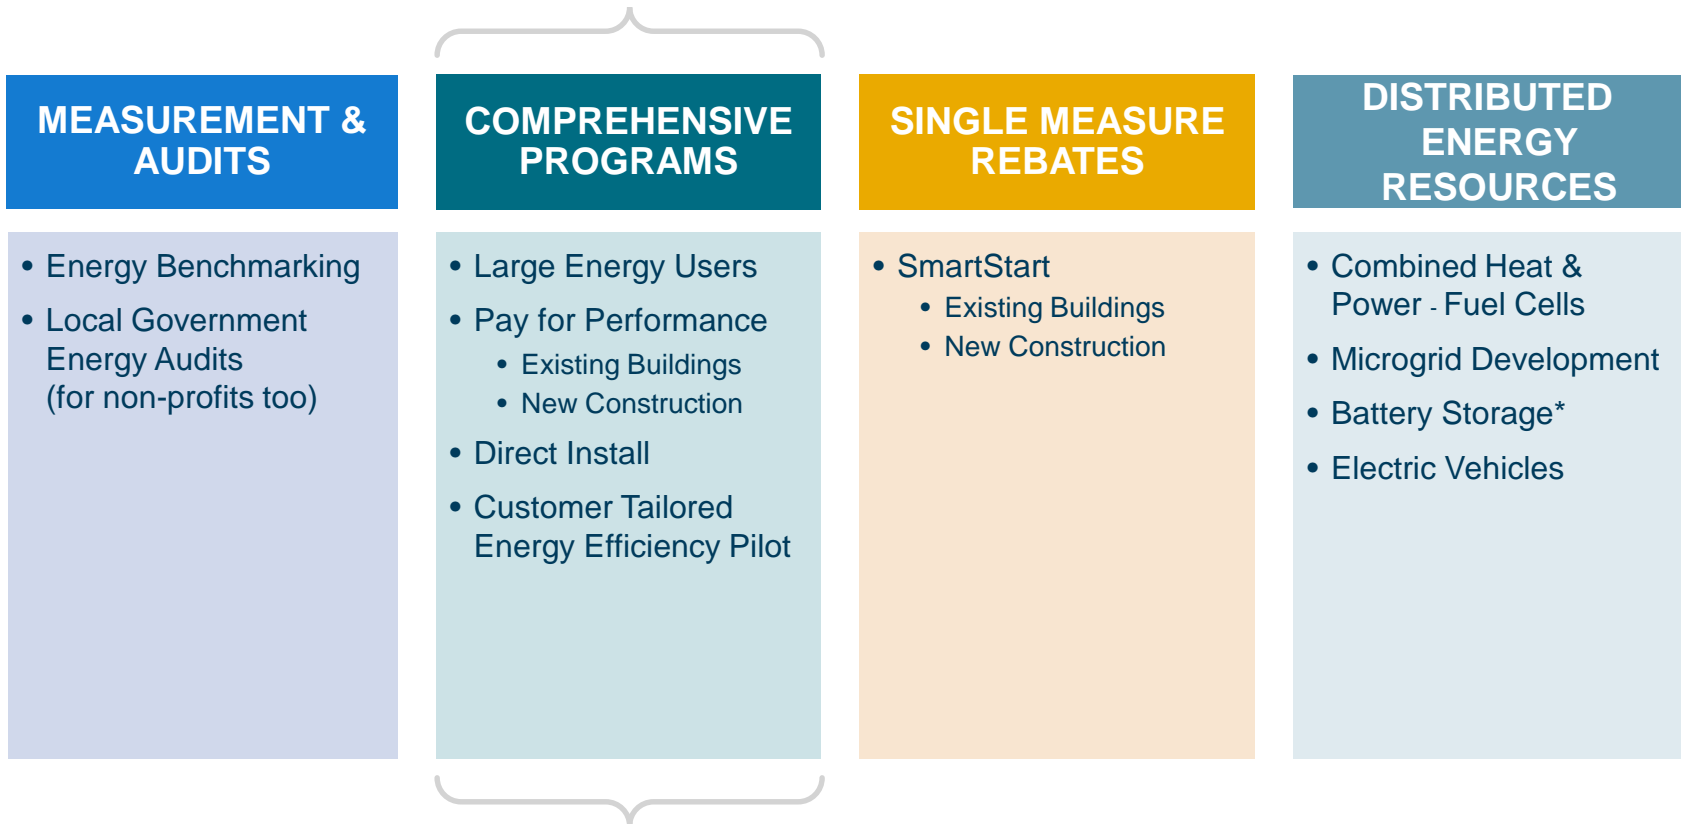 MEASUREMENT &
AUDITS
• Energy Benchmarking
• Local Government
Energy Audits
(for non-profits too)
COMPREHENSIVE
PROGRAMS
• Large Energy Users
• Pay for Performance
• Existing Buildings
• New Construction
• Direct Install
• Customer Tailored
Energy Efficiency Pilot
SINGLE MEASURE
REBATES
• SmartStart
• Existing Buildings
• New Construction
DISTRIBUTED
ENERGY
RESOURCES
• Combined Heat &
Power - Fuel Cells
• Microgrid Development
• Battery Storage*
• Electric Vehicles